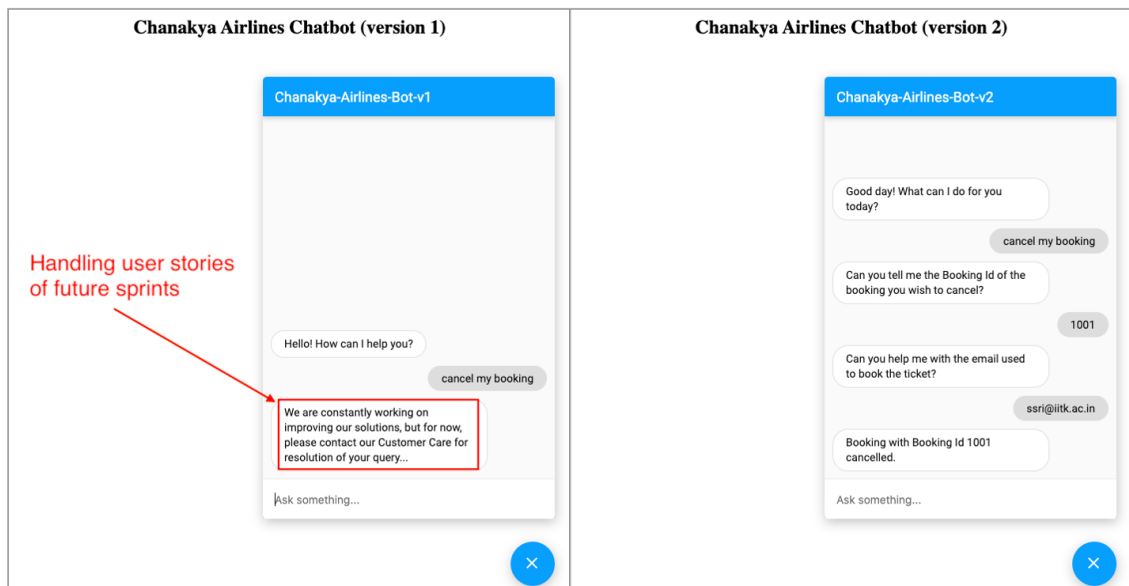 Chanakya Airlines Chatbot (version 1)
Chanakya-Airlines-Bot-v1
Handling user stories
of future sprints
Hello! How can I help you?
cancel my booking
We are constantly working on
improving our solutions, but for now,
please contact our Customer Care for
resolution of your query...
Ask something...
Chanakya Airlines Chatbot (version 2)
Chanakya-Airlines-Bot-v2
Good day! What can I do for you
today?
cancel my booking
Can you tell me the Booking Id of the
booking you wish to cancel?
1001
Can you help me with the email used
to book the ticket?
ssri@iitk.ac.in
Booking with Booking Id 1001
cancelled.
Ask something...